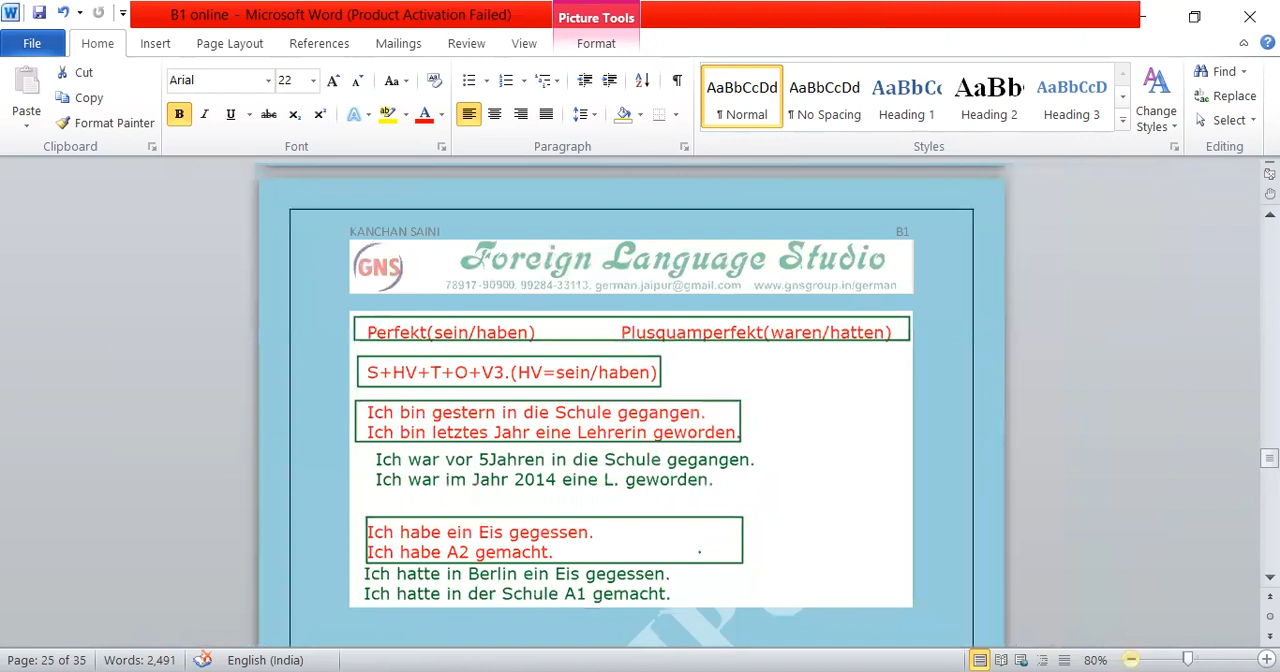 B1 online - Microsoft Word (Product Activation Failed)
Picture Tools
File Home Insert Page Layout References Mailings Review View Format
Paste
Cut
Copy
Format Painter
Clipboard
Arial 22
Font
Paragraph
AaBbCcDd AaBbCcDd AaBbCc AaBb AaBbCcD
¶ Normal ¶ No Spacing Heading 1 Heading 2 Heading 3
Styles
Change
Styles
Find
Replace
Select
Editing
KANCHAN SAINI B1
GNS Foreign Language Studio
78917-90900, 99284-33113, german.jaipur@gmail.com www.gnsgroup.in/german
Perfekt(sein/haben) Plusquamperfekt(waren/hatten)
S+HV+T+O+V3.(HV=sein/haben)
Ich bin gestern in die Schule gegangen.
Ich bin letztes Jahr eine Lehrerin geworden.
Ich war vor 5Jahren in die Schule gegangen.
Ich war im Jahr 2014 eine L. geworden.
Ich habe ein Eis gegessen.
Ich habe A2 gemacht.
Ich hatte in Berlin ein Eis gegessen.
Ich hatte in der Schule A1 gemacht.
Page: 25 of 35 Words: 2,491 English (India) 80%